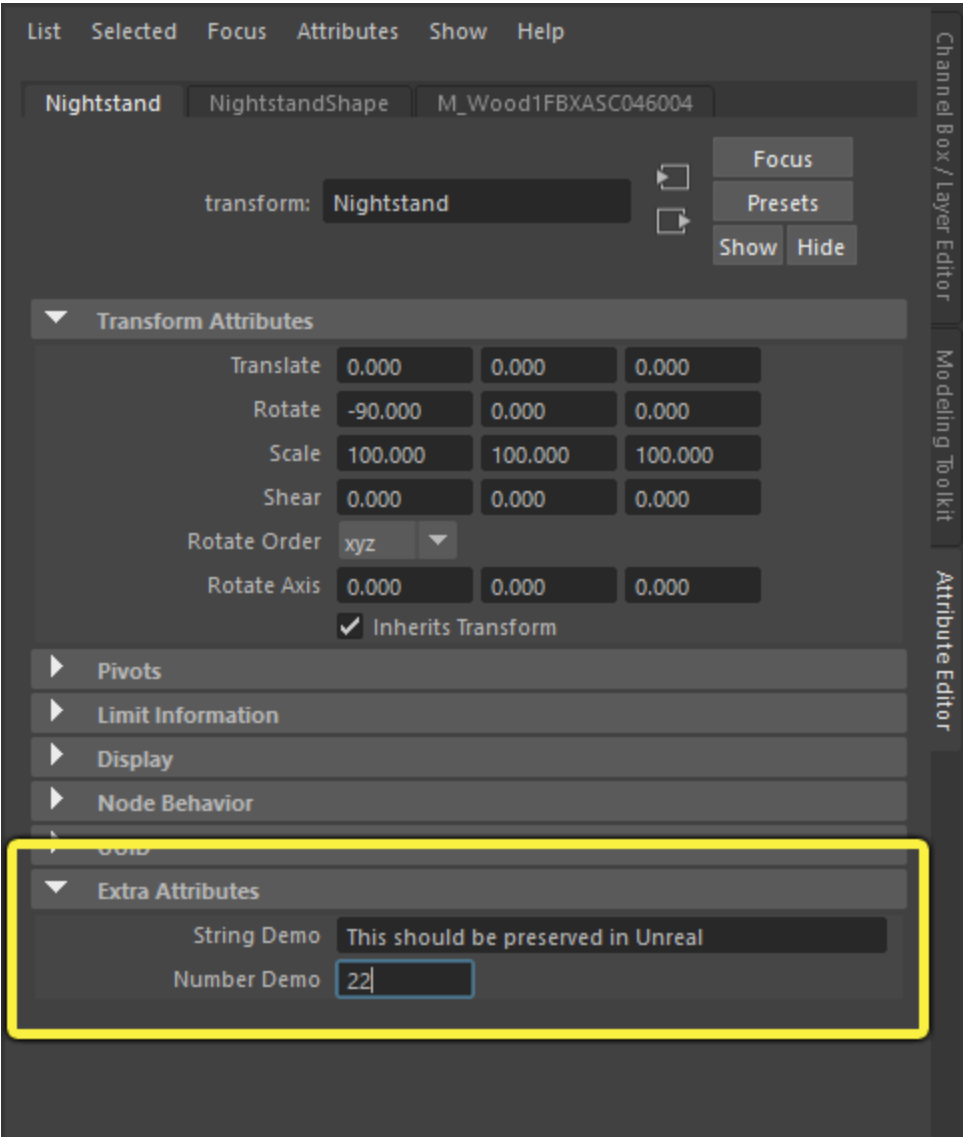 List Selected Focus Attributes Show Help
Nightstand NightstandShape M_Wood1FBXASC046004
Focus
transform: Nightstand Presets
Show Hide
Transform Attributes
Translate 0.000 0.000 0.000
Rotate -90.000 0.000 0.000
Scale 100.000 100.000 100.000
Shear 0.000 0.000 0.000
Rotate Order xyz
Rotate Axis 0.000 0.000 0.000
Inherits Transform
Pivots
Limit Information
Display
Node Behavior
Extra Attributes
String Demo This should be preserved in Unreal
Number Demo 22
Channel Box / Layer Editor
Modeling Toolkit
Attribute Editor